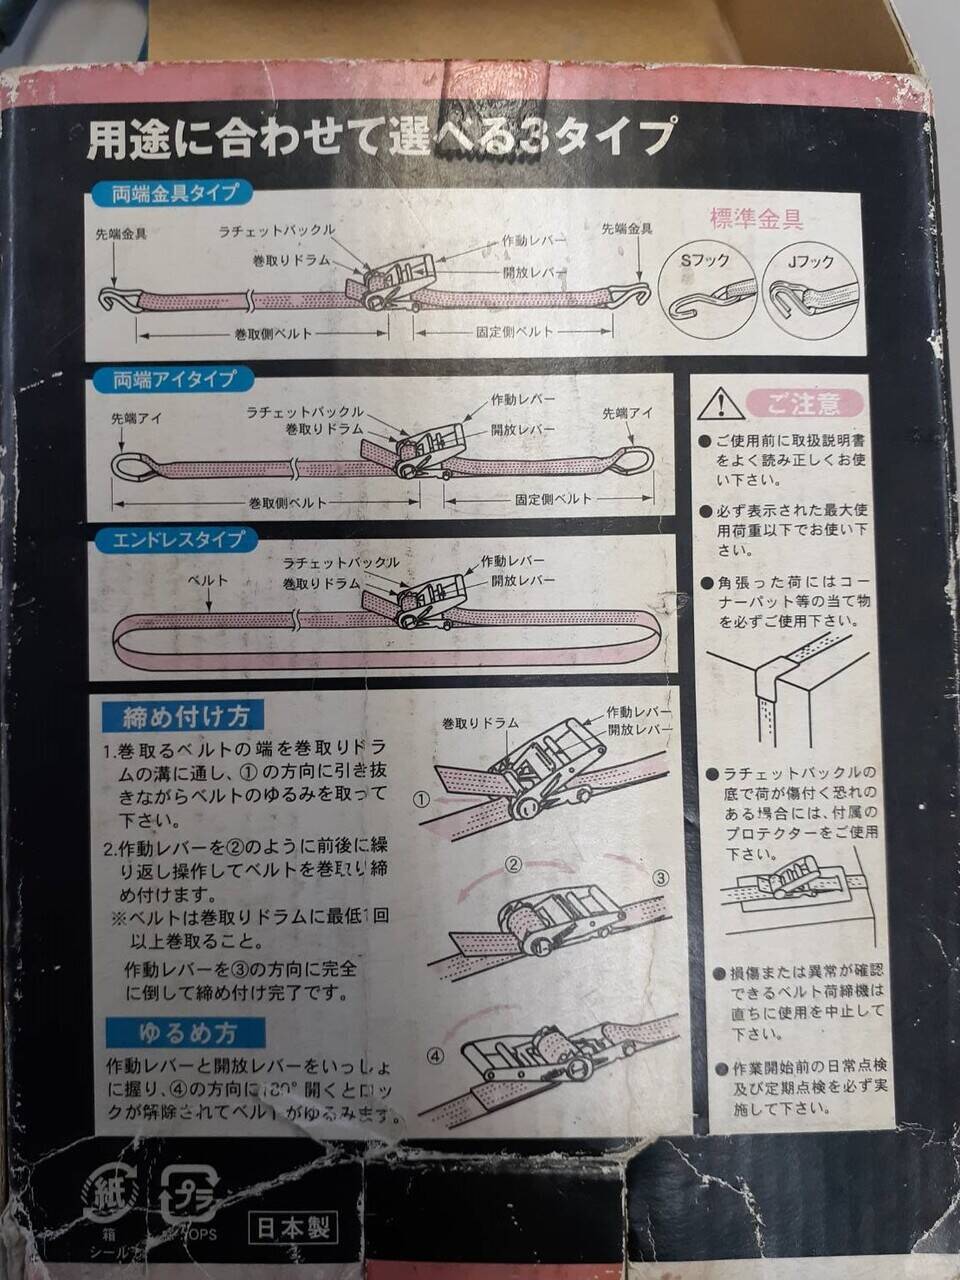 用途に合わせて選べる3タイプ
両端金具タイプ
先端金具
ラチェットバックル
巻取りドラム
作動レバー
開放レバー
先端金具
巻取側ベルト
固定側ベルト
標準金具
Sフック
Jフック
両端アイタイプ
先端アイ
ラチェットバックル
巻取りドラム
作動レバー
開放レバー
先端アイ
巻取側ベルト
固定側ベルト
エンドレスタイプ
ベルト
ラチェットバックル
巻取りドラム
作動レバー
開放レバー
締め付け方
1.巻取るベルトの端を巻取りドラ
ムの溝に通し、①の方向に引き抜
きながらベルトのゆるみを取って
下さい。
2.作動レバーを②のように前後に繰
り返し操作してベルトを巻取り締
め付けます。
※ベルトは巻取りドラムに最低1回
以上巻取ること。
作動レバーを③の方向に完全
に倒して締め付け完了です。
巻取りドラム
作動レバー
開放レバー
①
②
③
④
ゆるめ方
作動レバーと開放レバーをいっしょ
に握り、④の方向に180°開くとロッ
クが解除されてベルトがゆるみます。
ご注意
●ご使用前に取扱説明書
をよく読み正しくお使
い下さい。
●必ず表示された最大使
用荷重以下でお使い下
さい。
●角張った荷にはコー
ナーパット等の当て物
を必ずご使用下さい。
●ラチェットバックルの
底で荷が傷付く恐れの
ある場合には、付属の
プロテクターをご使用
下さい。
●損傷または異常が確認
できるベルト荷締機は
直ちに使用を中止して
下さい。
●作業開始前の日常点検
及び定期点検を必ず実
施して下さい。
紙
箱
シール
プラ
OPS
日本製